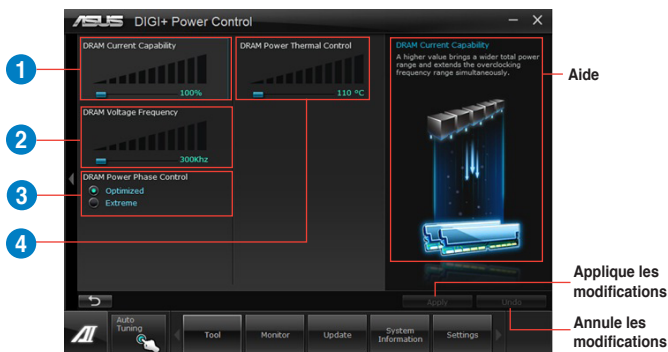 ASUS DIGI+ Power Control
1
DRAM Current Capability
100%
2
DRAM Voltage Frequency
300Khz
3
DRAM Power Phase Control
Optimized
Extreme
DRAM Power Thermal Control
110 ºC
4
DRAM Current Capability
A higher value brings a wider total power
range and extends the overclocking
frequency range simultaneously.
Aide
Apply
Undo
Applique les
modifications
Annule les
modifications
AI
Auto
Tuning
Tool
Monitor
Update
System
Information
Settings